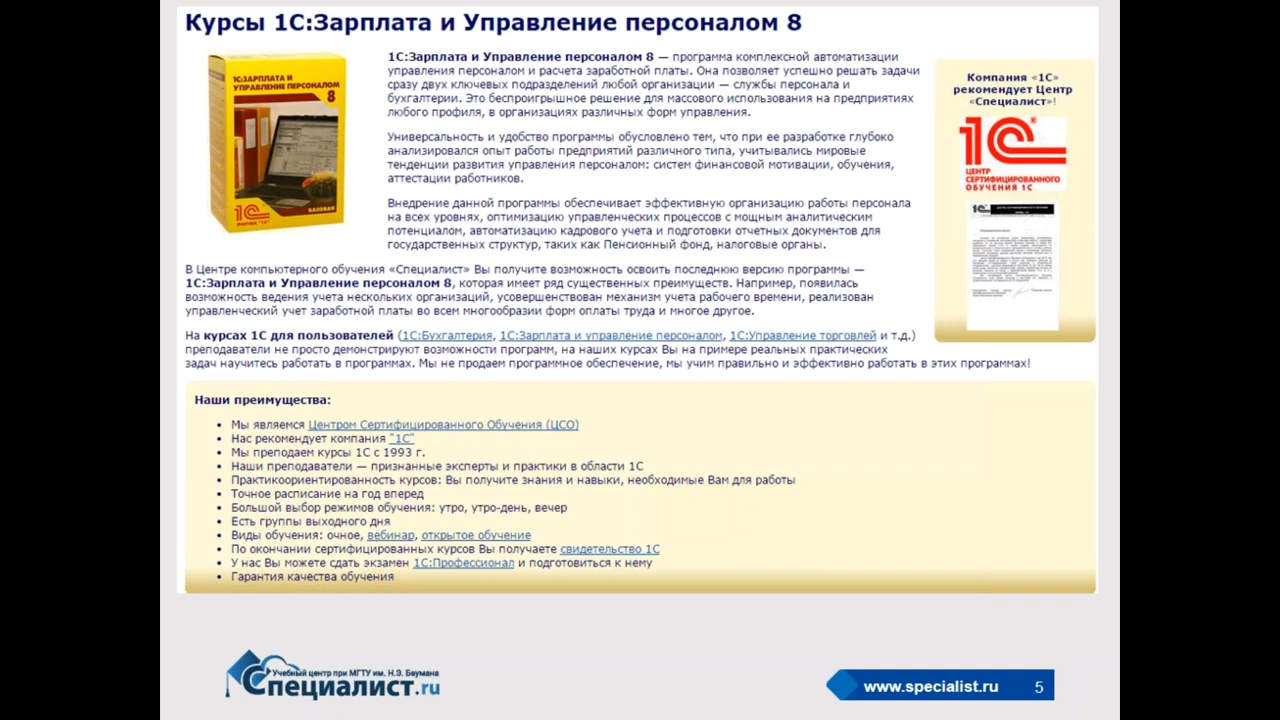 Курсы 1С:Зарплата и Управление персоналом 8
1С:ЗАРПЛАТА И
УПРАВЛЕНИЕ ПЕРСОНАЛОМ
8
1С
ФИРМА "1С"
БАЗОВАЯ
1С:Зарплата и Управление персоналом 8 — программа комплексной автоматизации
управления персоналом и расчета заработной платы. Она позволяет успешно решать задачи
сразу двух ключевых подразделений любой организации — службы персонала и
бухгалтерии. Это беспроигрышное решение для массового использования на предприятиях
любого профиля, в организациях различных форм управления.
Универсальность и удобство программы обусловлено тем, что при ее разработке глубоко
анализировался опыт работы предприятий различного типа, учитывались мировые
тенденции развития управления персоналом: систем финансовой мотивации, обучения,
аттестации работников.
Внедрение данной программы обеспечивает эффективную организацию работы персонала
на всех уровнях, оптимизацию управленческих процессов с мощным аналитическим
потенциалом, автоматизацию кадрового учета и подготовки отчетных документов для
государственных структур, таких как Пенсионный фонд, налоговые органы.
Компания «1С»
рекомендует Центр
«Специалист»!
1С
ЦЕНТР
СЕРТИФИЦИРОВАННОГО
ОБУЧЕНИЯ 1С
В Центре компьютерного обучения «Специалист» Вы получите возможность освоить последнюю версию программы —
1С:Зарплата и Управление персоналом 8, которая имеет ряд существенных преимуществ. Например, появилась
возможность ведения учета нескольких организаций, усовершенствован механизм учета рабочего времени, реализован
управленческий учет заработной платы во всем многообразии форм оплаты труда и многое другое.
На курсах 1С для пользователей (1С:Бухгалтерия, 1С:Зарплата и управление персоналом, 1С:Управление торговлей и т.д.)
преподаватели не просто демонстрируют возможности программ, на наших курсах Вы на примере реальных практических
задач научитесь работать в программах. Мы не продаем программное обеспечение, мы учим правильно и эффективно работать в этих программах!
Наши преимущества:
• Мы являемся Центром Сертифицированного Обучения (ЦСО)
• Нас рекомендует компания "1С"
• Мы преподаем курсы 1С с 1993 г.
• Наши преподаватели — признанные эксперты и практики в области 1С
• Практикоориентированность курсов: Вы получите знания и навыки, необходимые Вам для работы
• Точное расписание на год вперед
• Большой выбор режимов обучения: утро, утро-день, вечер
• Есть группы выходного дня
• Виды обучения: очное, вебинар, открытое обучение
• По окончании сертифицированных курсов Вы получаете свидетельство 1С
• У нас Вы можете сдать экзамен 1С:Профессионал и подготовиться к нему
• Гарантия качества обучения
Учебный центр при МГТУ им. Н.Э. Баумана
Специалист.ru
www.specialist.ru 5